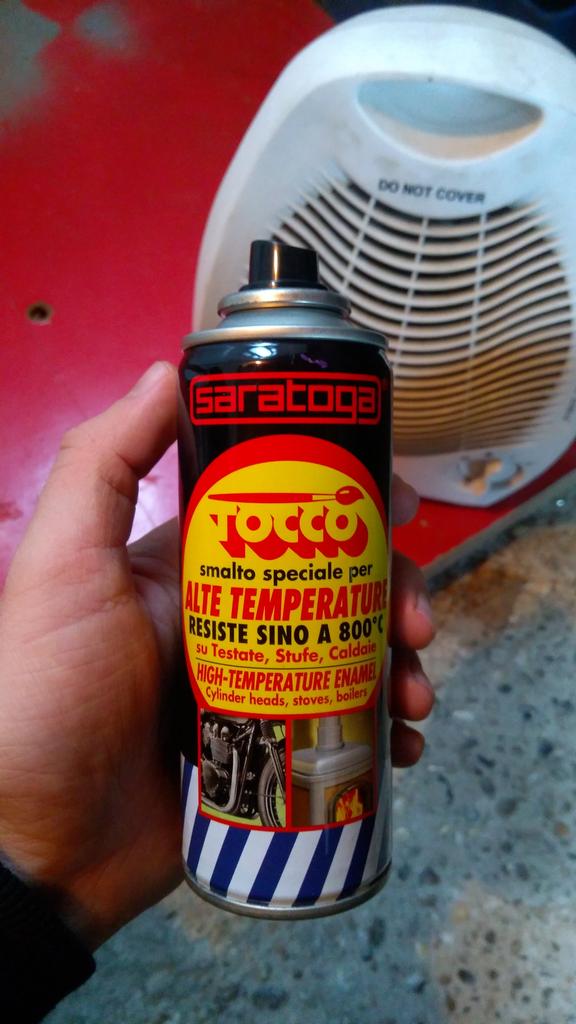 DO NOT COVER
saratoga
TOCCO
smalto speciale per
ALTE TEMPERATURE
RESISTE SINO A 800°C
su Testate, Stufe, Caldaie
HIGH-TEMPERATURE ENAMEL
Cylinder heads, stoves, boilers